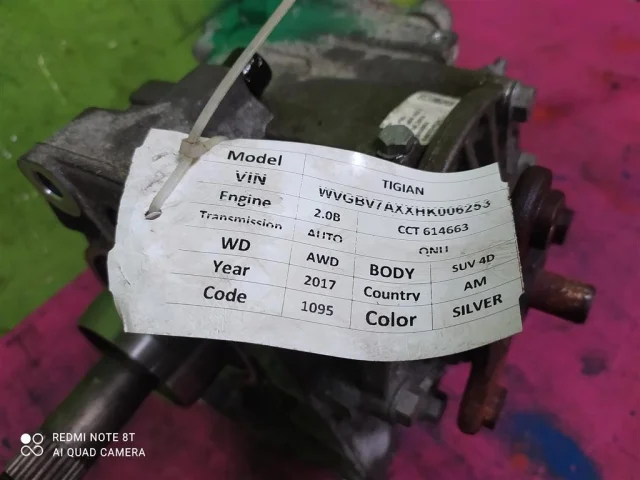 Model TIGIAN
VIN WVGBV7AXXHK006253
Engine 2.0B CCT 614663
Transmission AUTO QNU
WD AWD BODY SUV 4D
Year 2017 Country AM
Code 1095 Color SILVER
REDMI NOTE 8T
AI QUAD CAMERA